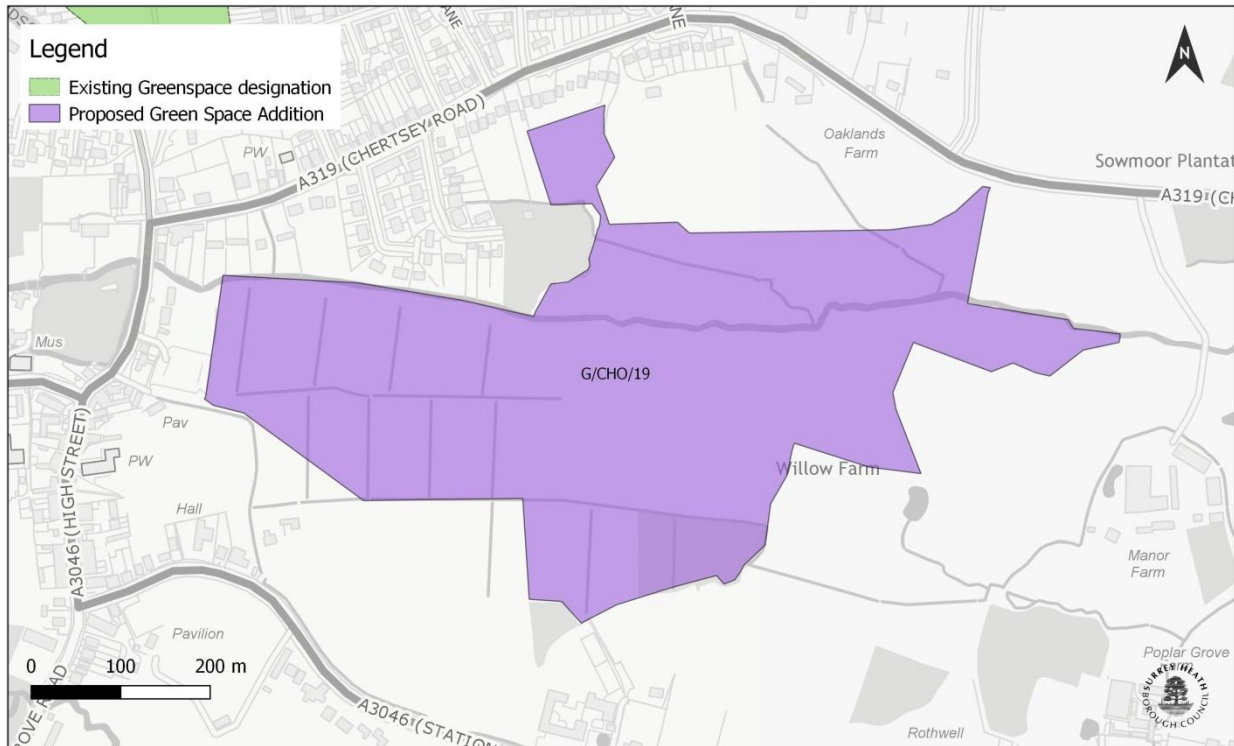 Legend
Existing Greenspace designation
Proposed Green Space Addition
N
PW
A319 (CHERTSEY ROAD)
Oaklands
Farm
Sowmoor Plantat
A319 (CH
Mus
G/CHO/19
Pav
PW
Willow Farm
Hall
A3046 (HIGH STREET)
Manor
Farm
Pavilion
0 100 200 m
Poplar Grove
SURREY HEATH
BOROUGH COUNCIL
OVE ROAD
A3046 (STATION
Rothwell